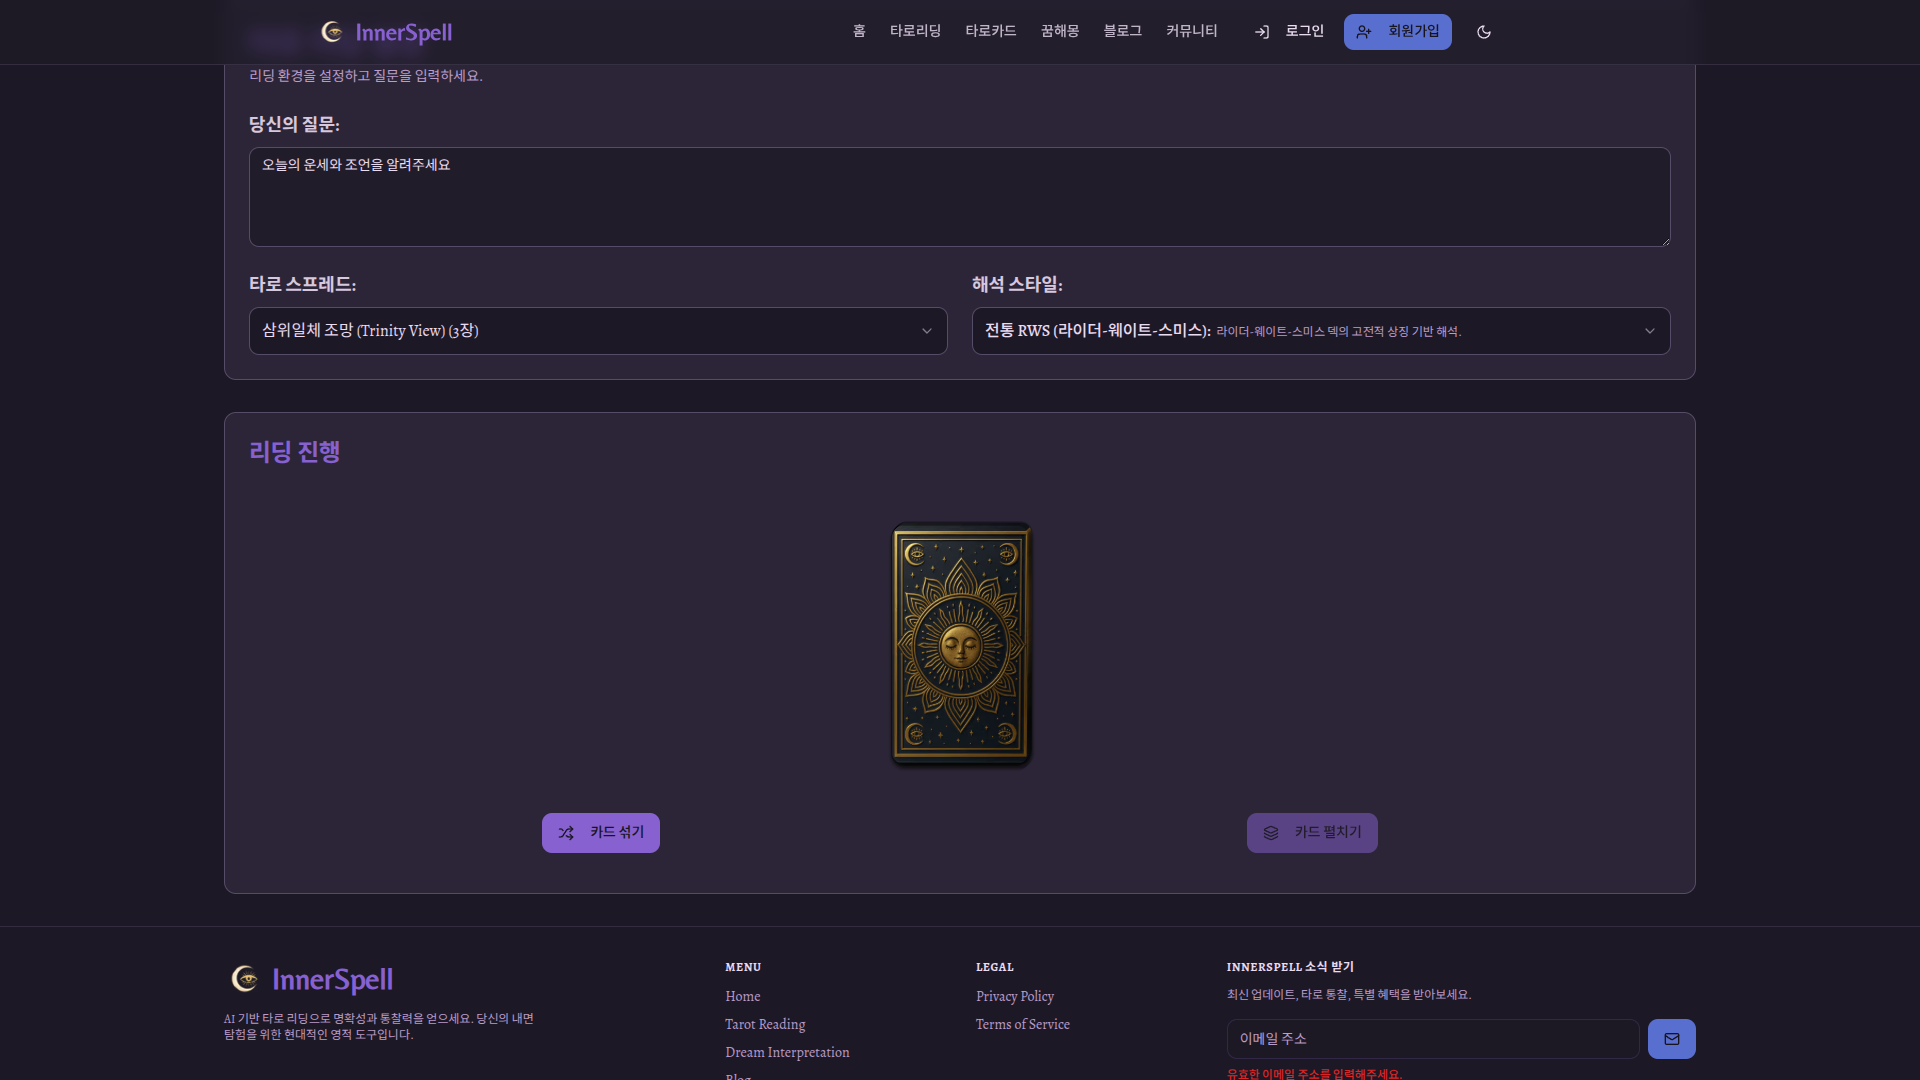 InnerSpell
홈
타로리딩
타로카드
꿈해몽
블로그
커뮤니티
로그인
회원가입
리딩 환경을 설정하고 질문을 입력하세요.
당신의 질문:
오늘의 운세와 조언을 알려주세요
타로 스프레드:
해석 스타일:
삼위일체 조망 (Trinity View) (3장)
전통 RWS (라이더-웨이트-스미스): 라이더-웨이트-스미스 덱의 고전적 상징 기반 해석.
리딩 진행
카드 섞기
카드 펼치기
InnerSpell
AI 기반 타로 리딩으로 명확성과 통찰력을 얻으세요. 당신의 내면
탐험을 위한 현대적인 영적 도구입니다.
MENU
Home
Tarot Reading
Dream Interpretation
Blog
LEGAL
Privacy Policy
Terms of Service
INNERSPELL 소식 받기
최신 업데이트, 타로 통찰, 특별 혜택을 받아보세요.
이메일 주소
유효한 이메일 주소를 입력해주세요.